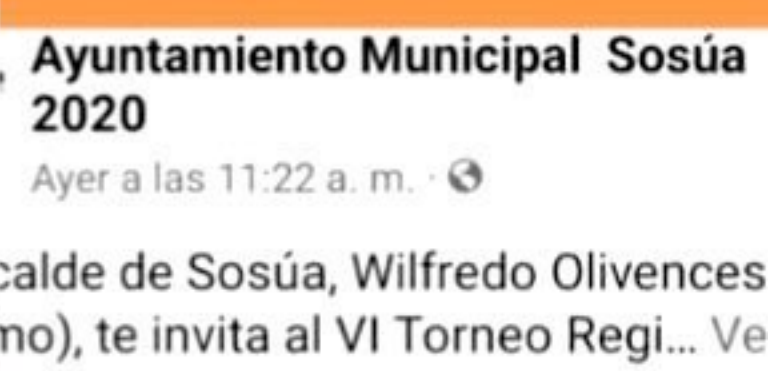 Ayuntamiento Municipal Sosúa
2020
Ayer a las 11:22 a. m. ·
calde de Sosúa, Wilfredo Olivences
mo), te invita al VI Torneo Regi... Ve